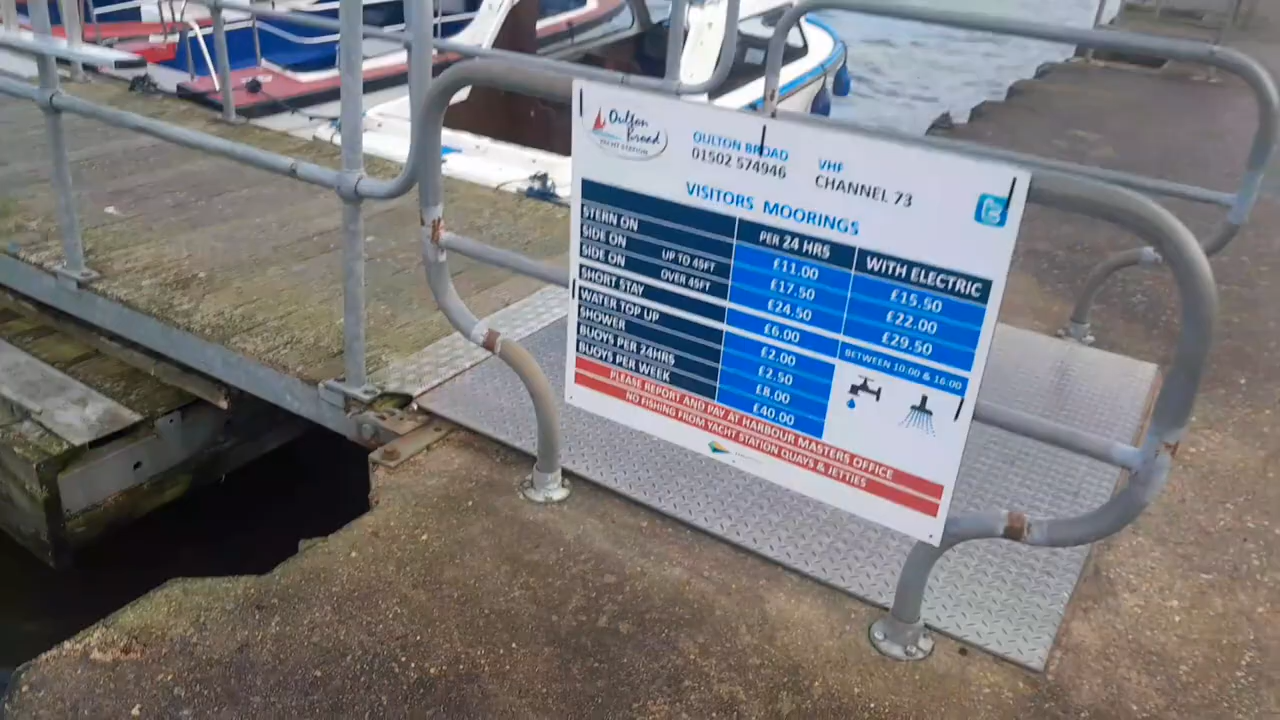 Oulton
Broad
YACHT STATION
OULTON BROAD
01502 574946
VHF
CHANNEL 73
VISITORS MOORINGS
PER 24 HRS WITH ELECTRIC
STERN ON £11.00 £15.50
SIDE ON UP TO 45FT £17.50 £22.00
SIDE ON OVER 45FT £24.50 £29.50
SHORT STAY £6.00 BETWEEN 10.00 & 16.00
WATER TOP UP £2.00
SHOWER £2.50
BUOYS PER 24HRS £8.00
BUOYS PER WEEK £40.00
PLEASE REPORT AND PAY AT HARBOUR MASTERS OFFICE
NO FISHING FROM YACHT STATION QUAYS & JETTIES